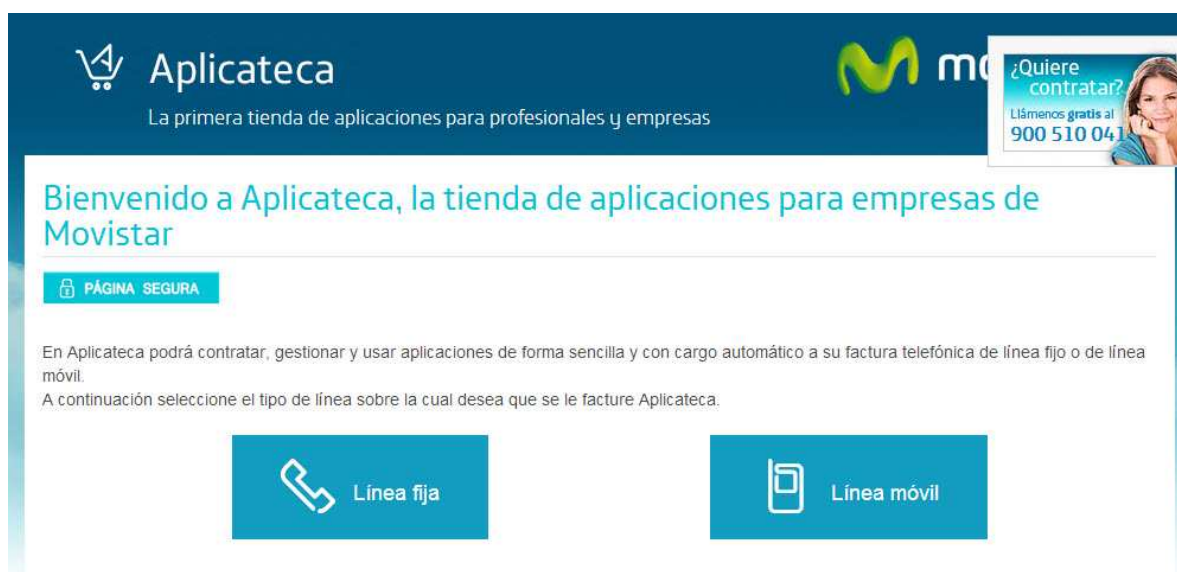 Aplicateca
La primera tienda de aplicaciones para profesionales y empresas
¿Quiere
contratar?
Llámenos gratis al
900 510 041
Bienvenido a Aplicateca, la tienda de aplicaciones para empresas de
Movistar
PÁGINA SEGURA
En Aplicateca podrá contratar, gestionar y usar aplicaciones de forma sencilla y con cargo automático a su factura telefónica de línea fijo o de línea
móvil.
A continuación seleccione el tipo de línea sobre la cual desea que se le facture Aplicateca.
Línea fija
Línea móvil